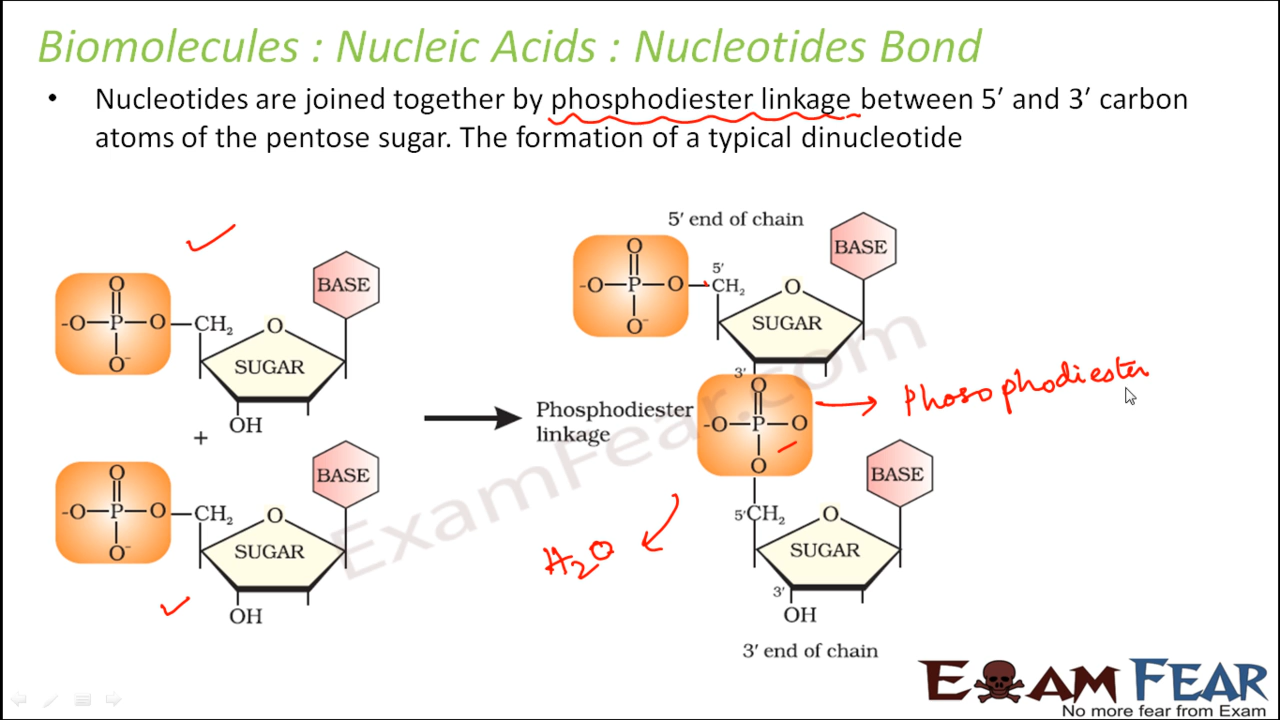 Biomolecules : Nucleic Acids : Nucleotides Bond
• Nucleotides are joined together by phosphodiester linkage between 5′ and 3′ carbon
atoms of the pentose sugar. The formation of a typical dinucleotide
5′ end of chain
O
-O—P—O—CH₂
O⁻
O
SUGAR
BASE
OH
+
O
-O—P—O—CH₂
O⁻
O
SUGAR
BASE
OH
Phosphodiester
linkage
O
-O—P—O—CH₂
O⁻
5′
O
SUGAR
BASE
3′
O
-O—P—O
O
5′CH₂
O
SUGAR
BASE
3′
OH
3′ end of chain
Phosophodiester
H₂O
ExamFear.com
EXAM FEAR
No more fear from Exam